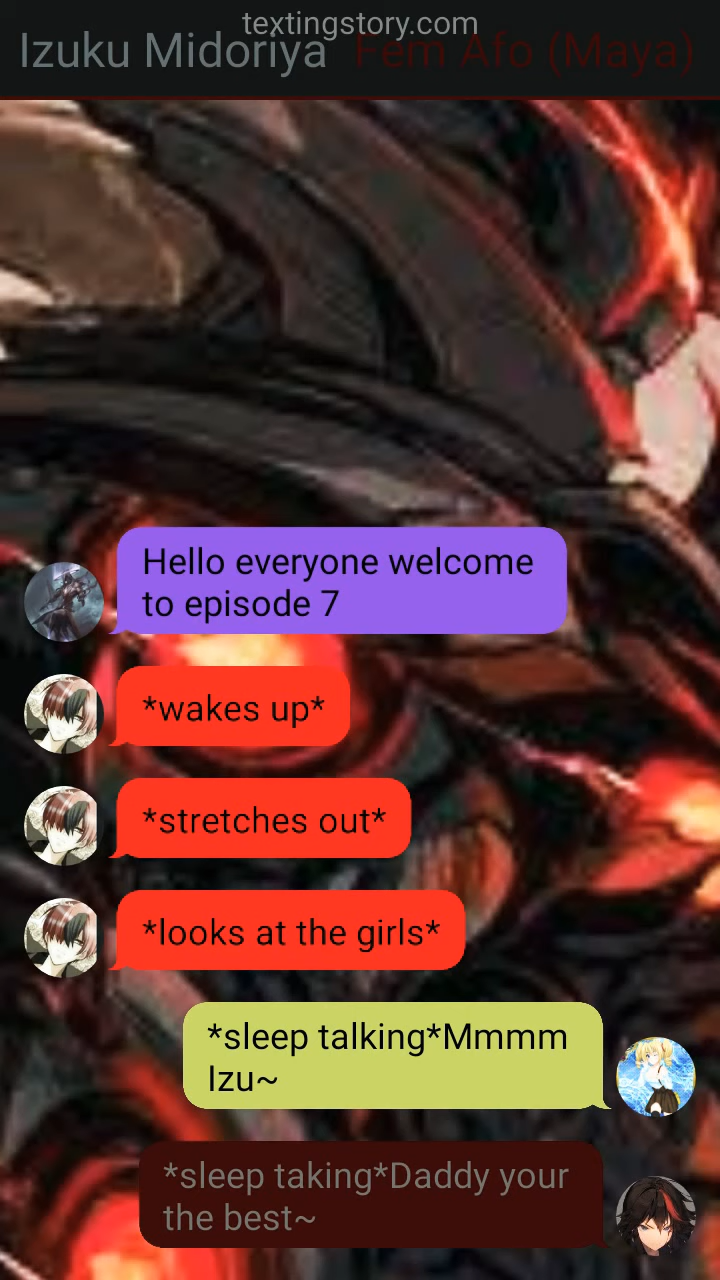 textingstory.com
Izuku Midoriya Fem Afo (Maya)
Hello everyone welcome
to episode 7
*wakes up*
*stretches out*
*looks at the girls*
*sleep talking*Mmmm
Izu~
*sleep taking*Daddy your
the best~